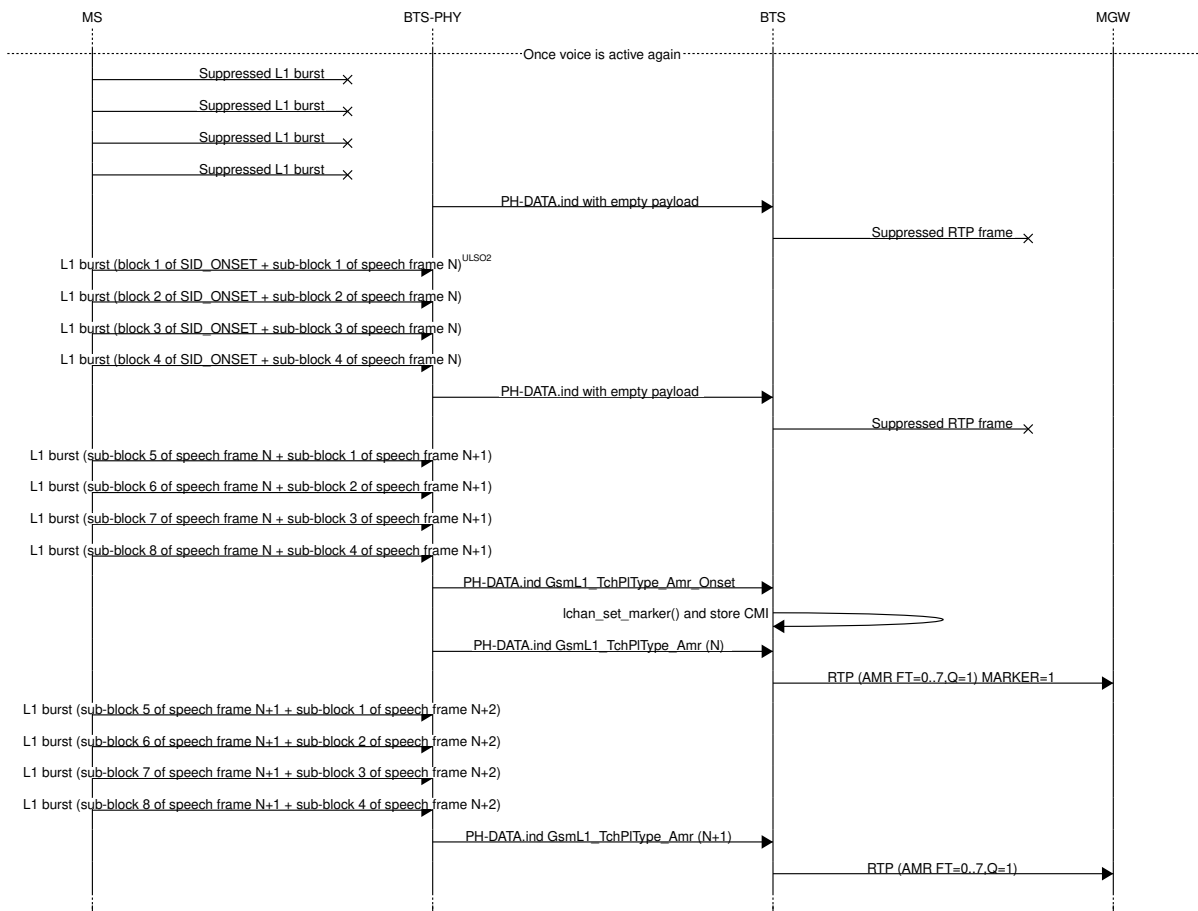 MS BTS-PHY BTS MGW
Once voice is active again
Suppressed L1 burst
Suppressed L1 burst
Suppressed L1 burst
Suppressed L1 burst
PH-DATA.ind with empty payload
Suppressed RTP frame
L1 burst (block 1 of SID_ONSET + sub-block 1 of speech frame N) ULSO2
L1 burst (block 2 of SID_ONSET + sub-block 2 of speech frame N)
L1 burst (block 3 of SID_ONSET + sub-block 3 of speech frame N)
L1 burst (block 4 of SID_ONSET + sub-block 4 of speech frame N)
PH-DATA.ind with empty payload
Suppressed RTP frame
L1 burst (sub-block 5 of speech frame N + sub-block 1 of speech frame N+1)
L1 burst (sub-block 6 of speech frame N + sub-block 2 of speech frame N+1)
L1 burst (sub-block 7 of speech frame N + sub-block 3 of speech frame N+1)
L1 burst (sub-block 8 of speech frame N + sub-block 4 of speech frame N+1)
PH-DATA.ind GsmL1_TchPlType_Amr_Onset
lchan_set_marker() and store CMI
PH-DATA.ind GsmL1_TchPlType_Amr (N)
RTP (AMR FT=0..7,Q=1) MARKER=1
L1 burst (sub-block 5 of speech frame N+1 + sub-block 1 of speech frame N+2)
L1 burst (sub-block 6 of speech frame N+1 + sub-block 2 of speech frame N+2)
L1 burst (sub-block 7 of speech frame N+1 + sub-block 3 of speech frame N+2)
L1 burst (sub-block 8 of speech frame N+1 + sub-block 4 of speech frame N+2)
PH-DATA.ind GsmL1_TchPlType_Amr (N+1)
RTP (AMR FT=0..7,Q=1)